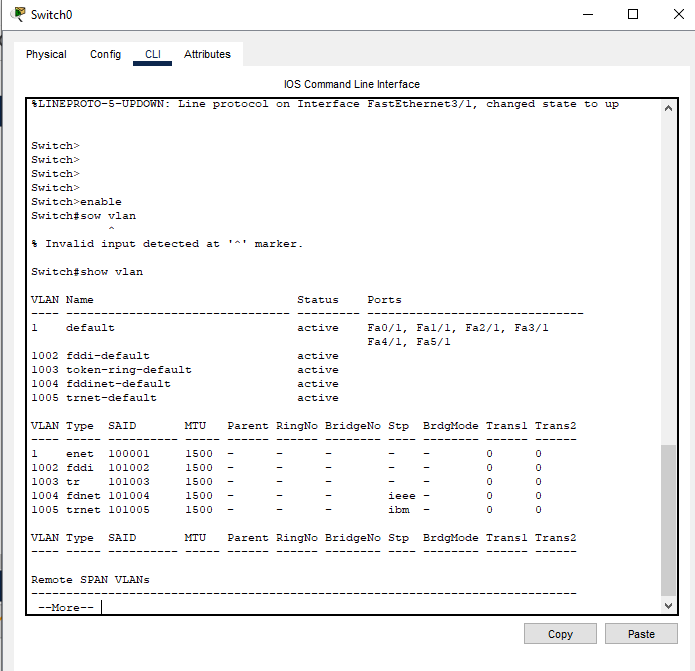 Switch0
Physical Config CLI Attributes
IOS Command Line Interface
%LINEPROTO-5-UPDOWN: Line protocol on Interface FastEthernet3/1, changed state to up
Switch>
Switch>
Switch>
Switch>
Switch>enable
Switch#sow vlan
^
% Invalid input detected at '^' marker.
Switch#show vlan
VLAN Name Status Ports
---- -------------------------------- --------- -------------------------------
1 default active Fa0/1, Fa1/1, Fa2/1, Fa3/1
Fa4/1, Fa5/1
1002 fddi-default active
1003 token-ring-default active
1004 fddinet-default active
1005 trnet-default active
VLAN Type SAID MTU Parent RingNo BridgeNo Stp BrdgMode Trans1 Trans2
---- ----- ---------- ----- ------ ------ -------- ---- -------- ------ ------
1 enet 100001 1500 - - - - - 0 0
1002 fddi 101002 1500 - - - - - 0 0
1003 tr 101003 1500 - - - - - 0 0
1004 fdnet 101004 1500 - - - ieee - 0 0
1005 trnet 101005 1500 - - - ibm - 0 0
VLAN Type SAID MTU Parent RingNo BridgeNo Stp BrdgMode Trans1 Trans2
---- ----- ---------- ----- ------ ------ -------- ---- -------- ------ ------
Remote SPAN VLANs
------------------------------------------------------------------------------
--More--
Copy Paste